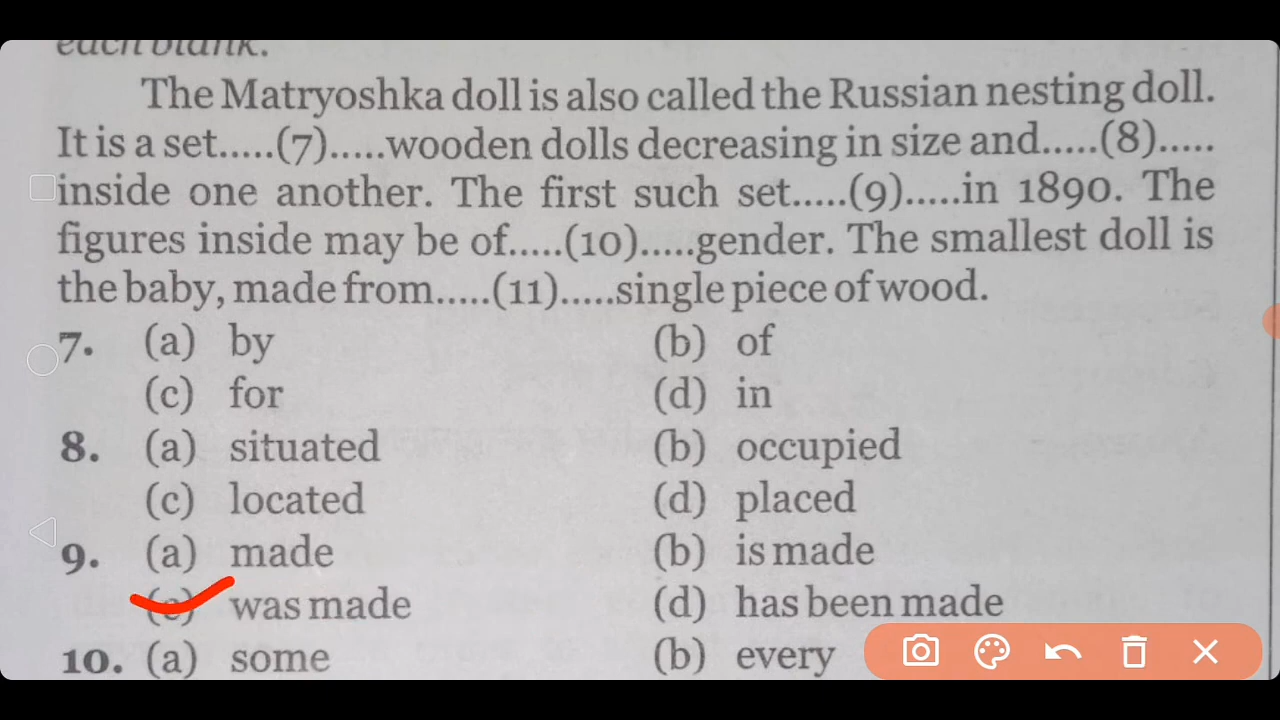 each blank.
The Matryoshka doll is also called the Russian nesting doll.
It is a set.....(7).....wooden dolls decreasing in size and.....(8).....
inside one another. The first such set.....(9).....in 1890. The
figures inside may be of.....(10).....gender. The smallest doll is
the baby, made from.....(11).....single piece of wood.
7. (a) by (b) of
(c) for (d) in
8. (a) situated (b) occupied
(c) located (d) placed
9. (a) made (b) is made
(c) was made (d) has been made
10. (a) some (b) every